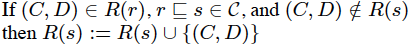 If (C, D) ∈ R(r), r ⊑ s ∈ 𝒞, and (C, D) ∉ R(s)
then R(s) := R(s) ∪ {(C, D)}